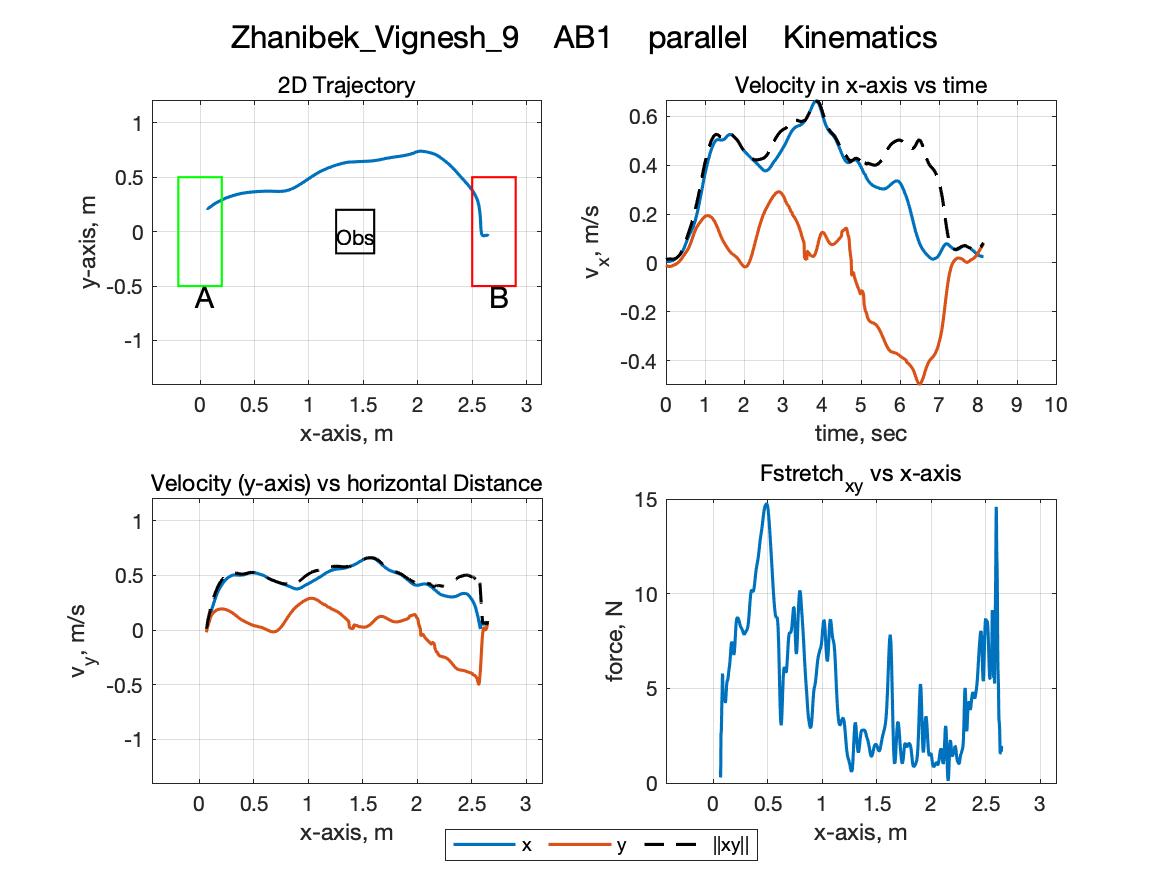 Zhanibek_Vignesh_9 AB1 parallel Kinematics
2D Trajectory
1
0.5
0
-0.5
-1
y-axis, m
Obs
A
B
0 0.5 1 1.5 2 2.5 3
x-axis, m
Velocity in x-axis vs time
0.6
0.4
0.2
0
-0.2
-0.4
vx, m/s
0 1 2 3 4 5 6 7 8 9 10
time, sec
Velocity (y-axis) vs horizontal Distance
1
0.5
0
-0.5
-1
vy, m/s
0 0.5 1 1.5 2 2.5 3
x-axis, m
Fstretchxy vs x-axis
15
10
5
0
force, N
0 0.5 1 1.5 2 2.5 3
x-axis, m
x y ||xy||